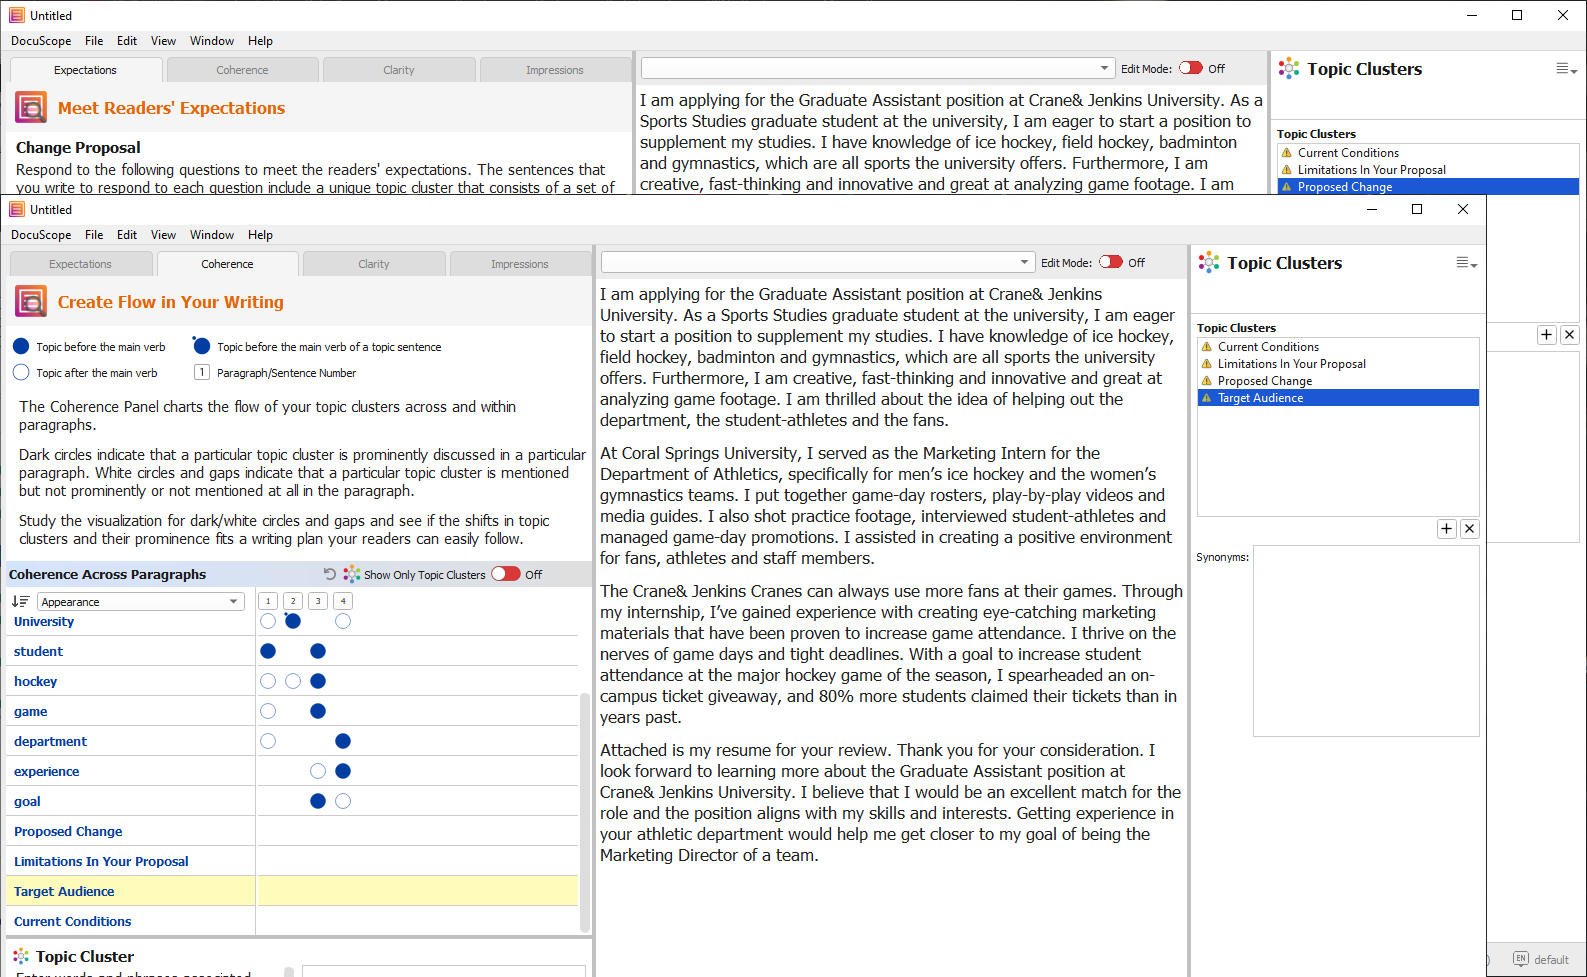 Untitled
DocuScope File Edit View Window Help
Expectations Coherence Clarity Impressions
Meet Readers' Expectations
Change Proposal
Respond to the following questions to meet the readers' expectations. The sentences that
you write to respond to each question include a unique topic cluster that consists of a set of
Edit Mode: Off
I am applying for the Graduate Assistant position at Crane& Jenkins University. As a
Sports Studies graduate student at the university, I am eager to start a position to
supplement my studies. I have knowledge of ice hockey, field hockey, badminton
and gymnastics, which are all sports the university offers. Furthermore, I am
creative, fast-thinking and innovative and great at analyzing game footage. I am
Topic Clusters
Topic Clusters
Current Conditions
Limitations In Your Proposal
Proposed Change
Untitled
DocuScope File Edit View Window Help
Expectations Coherence Clarity Impressions
Create Flow in Your Writing
Topic before the main verb
Topic before the main verb of a topic sentence
Topic after the main verb
1 Paragraph/Sentence Number
The Coherence Panel charts the flow of your topic clusters across and within
paragraphs.
Dark circles indicate that a particular topic cluster is prominently discussed in a particular
paragraph. White circles and gaps indicate that a particular topic cluster is mentioned
but not prominently or not mentioned at all in the paragraph.
Study the visualization for dark/white circles and gaps and see if the shifts in topic
clusters and their prominence fits a writing plan your readers can easily follow.
Coherence Across Paragraphs
Show Only Topic Clusters Off
Appearance
1 2 3 4
University
student
hockey
game
department
experience
goal
Proposed Change
Limitations In Your Proposal
Target Audience
Current Conditions
Topic Cluster
Enter words and phrases associated
Edit Mode: Off
I am applying for the Graduate Assistant position at Crane& Jenkins
University. As a Sports Studies graduate student at the university, I am eager
to start a position to supplement my studies. I have knowledge of ice hockey,
field hockey, badminton and gymnastics, which are all sports the university
offers. Furthermore, I am creative, fast-thinking and innovative and great at
analyzing game footage. I am thrilled about the idea of helping out the
department, the student-athletes and the fans.
At Coral Springs University, I served as the Marketing Intern for the
Department of Athletics, specifically for men’s ice hockey and the women’s
gymnastics teams. I put together game-day rosters, play-by-play videos and
media guides. I also shot practice footage, interviewed student-athletes and
managed game-day promotions. I assisted in creating a positive environment
for fans, athletes and staff members.
The Crane& Jenkins Cranes can always use more fans at their games. Through
my internship, I’ve gained experience with creating eye-catching marketing
materials that have been proven to increase game attendance. I thrive on the
nerves of game days and tight deadlines. With a goal to increase student
attendance at the major hockey game of the season, I spearheaded an on-
campus ticket giveaway, and 80% more students claimed their tickets than in
years past.
Attached is my resume for your review. Thank you for your consideration. I
look forward to learning more about the Graduate Assistant position at
Crane& Jenkins University. I believe that I would be an excellent match for the
role and the position aligns with my skills and interests. Getting experience in
your athletic department would help me get closer to my goal of being the
Marketing Director of a team.
Topic Clusters
Topic Clusters
Current Conditions
Limitations In Your Proposal
Proposed Change
Target Audience
Synonyms:
EN default